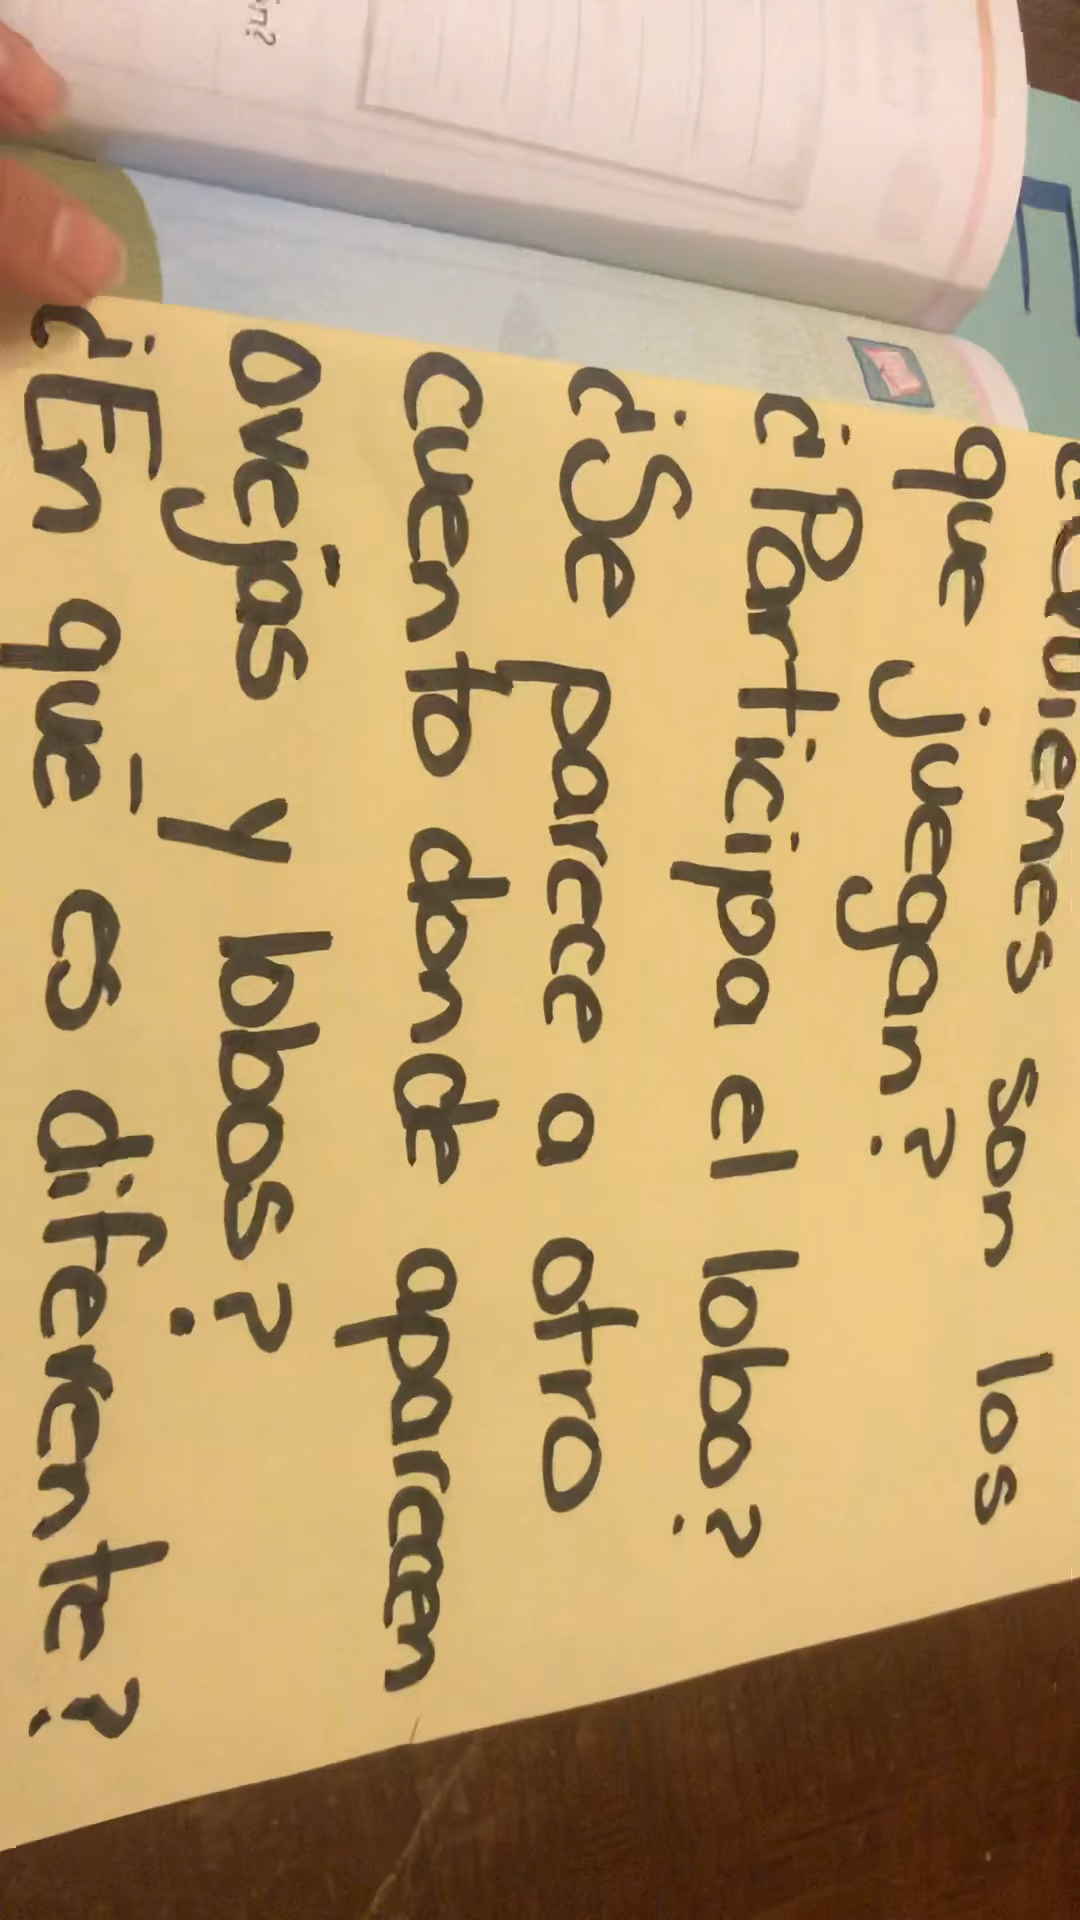 ¿Quienes son los
que juegan?
¿Participa el lobo?
¿Se parece a otro
cuento donde aparecen
ovejas y lobos?
¿En qué es diferente?